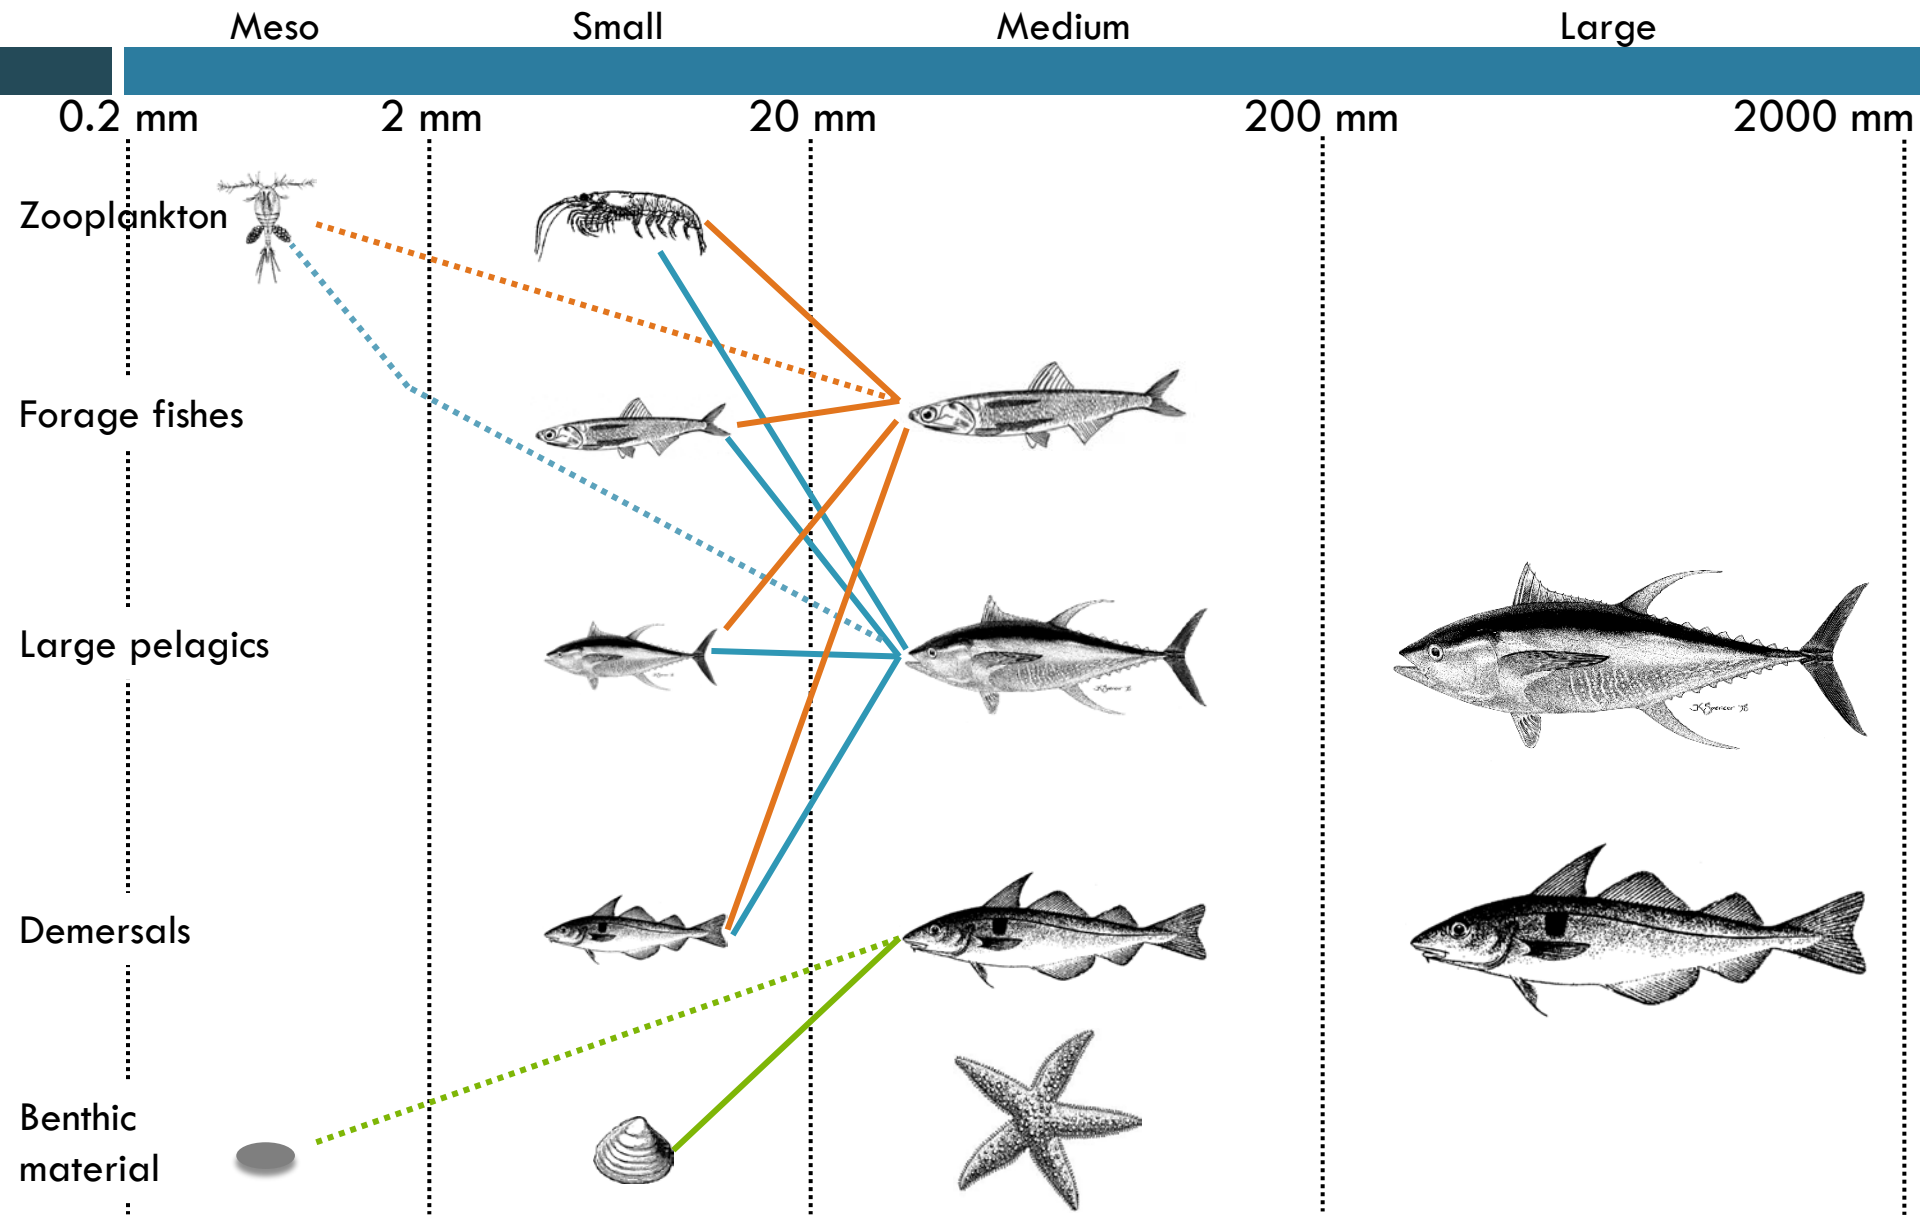 Meso Small Medium Large
0.2 mm 2 mm 20 mm 200 mm 2000 mm
Zooplankton
Forage fishes
Large pelagics
Demersals
Benthic
material